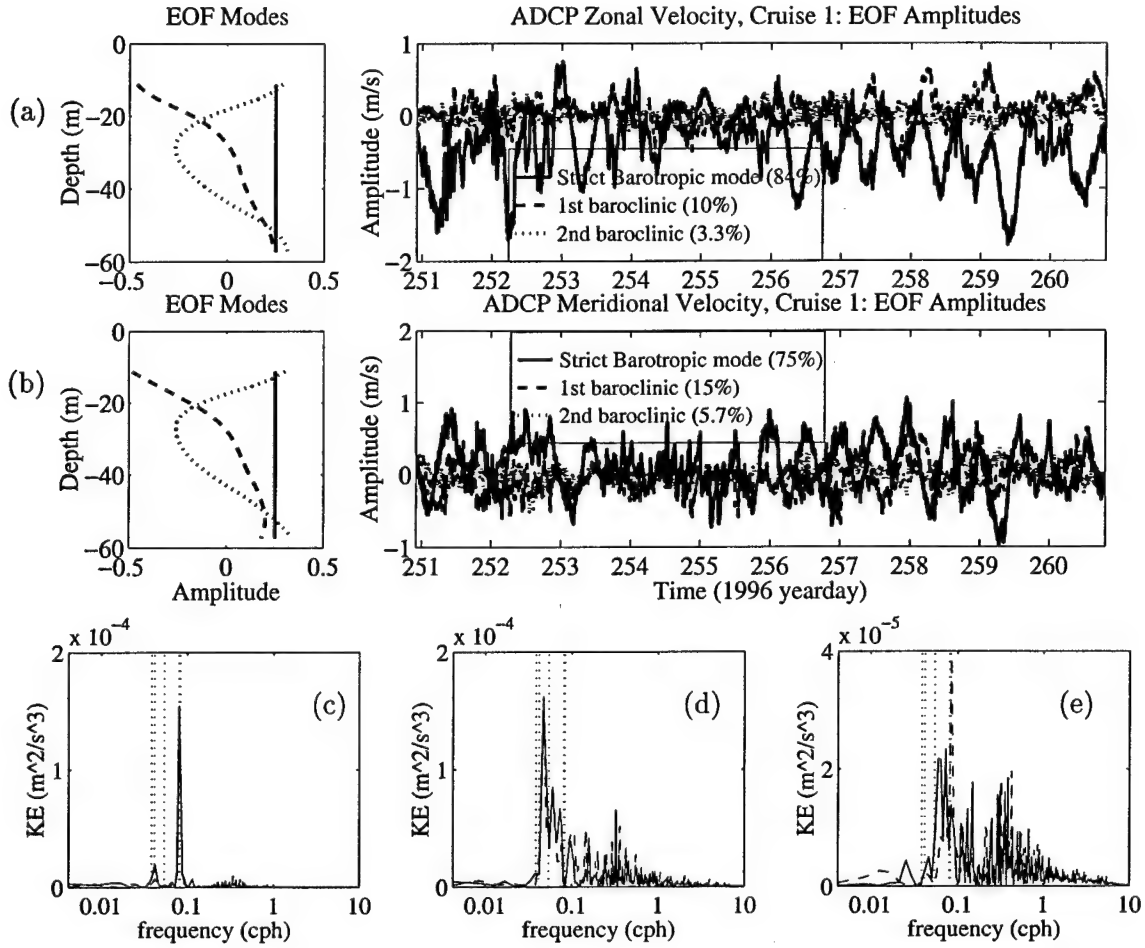 EOF Modes
ADCP Zonal Velocity, Cruise 1: EOF Amplitudes
(a)
Depth (m)
0
−20
−40
−60
−0.5
0
0.5
Amplitude (m/s)
1
0
−1
−2
Strict Barotropic mode (84%)
1st baroclinic (10%)
2nd baroclinic (3.3%)
251
252
253
254
255
256
257
258
259
260
EOF Modes
ADCP Meridional Velocity, Cruise 1: EOF Amplitudes
(b)
Depth (m)
0
−20
−40
−60
−0.5
0
0.5
Amplitude
Amplitude (m/s)
2
1
0
−1
Strict Barotropic mode (75%)
1st baroclinic (15%)
2nd baroclinic (5.7%)
251
252
253
254
255
256
257
258
259
260
Time (1996 yearday)
x 10^-4
2
1
0
KE (m^2/s^3)
(c)
0.01
0.1
1
10
frequency (cph)
x 10^-4
2
1
0
KE (m^2/s^3)
(d)
0.01
0.1
1
10
frequency (cph)
x 10^-5
4
2
0
KE (m^2/s^3)
(e)
0.01
0.1
1
10
frequency (cph)